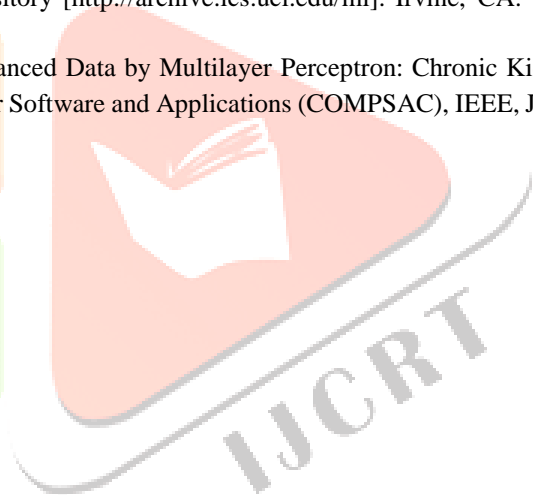 sitory [http://archive.ics.uci.edu/ml]. Irvine, CA:
anced Data by Multilayer Perceptron: Chronic Ki
r Software and Applications (COMPSAC), IEEE, J
IJCRT